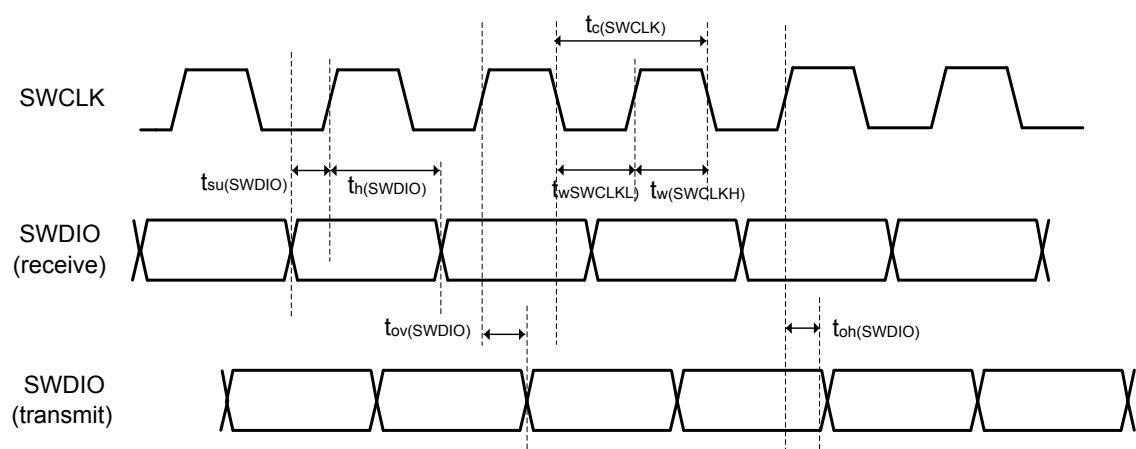 tc(SWCLK)
SWCLK
tsu(SWDIO)
th(SWDIO)
twSWCLKL)
tw(SWCLKH)
SWDIO
(receive)
tov(SWDIO)
toh(SWDIO)
SWDIO
(transmit)